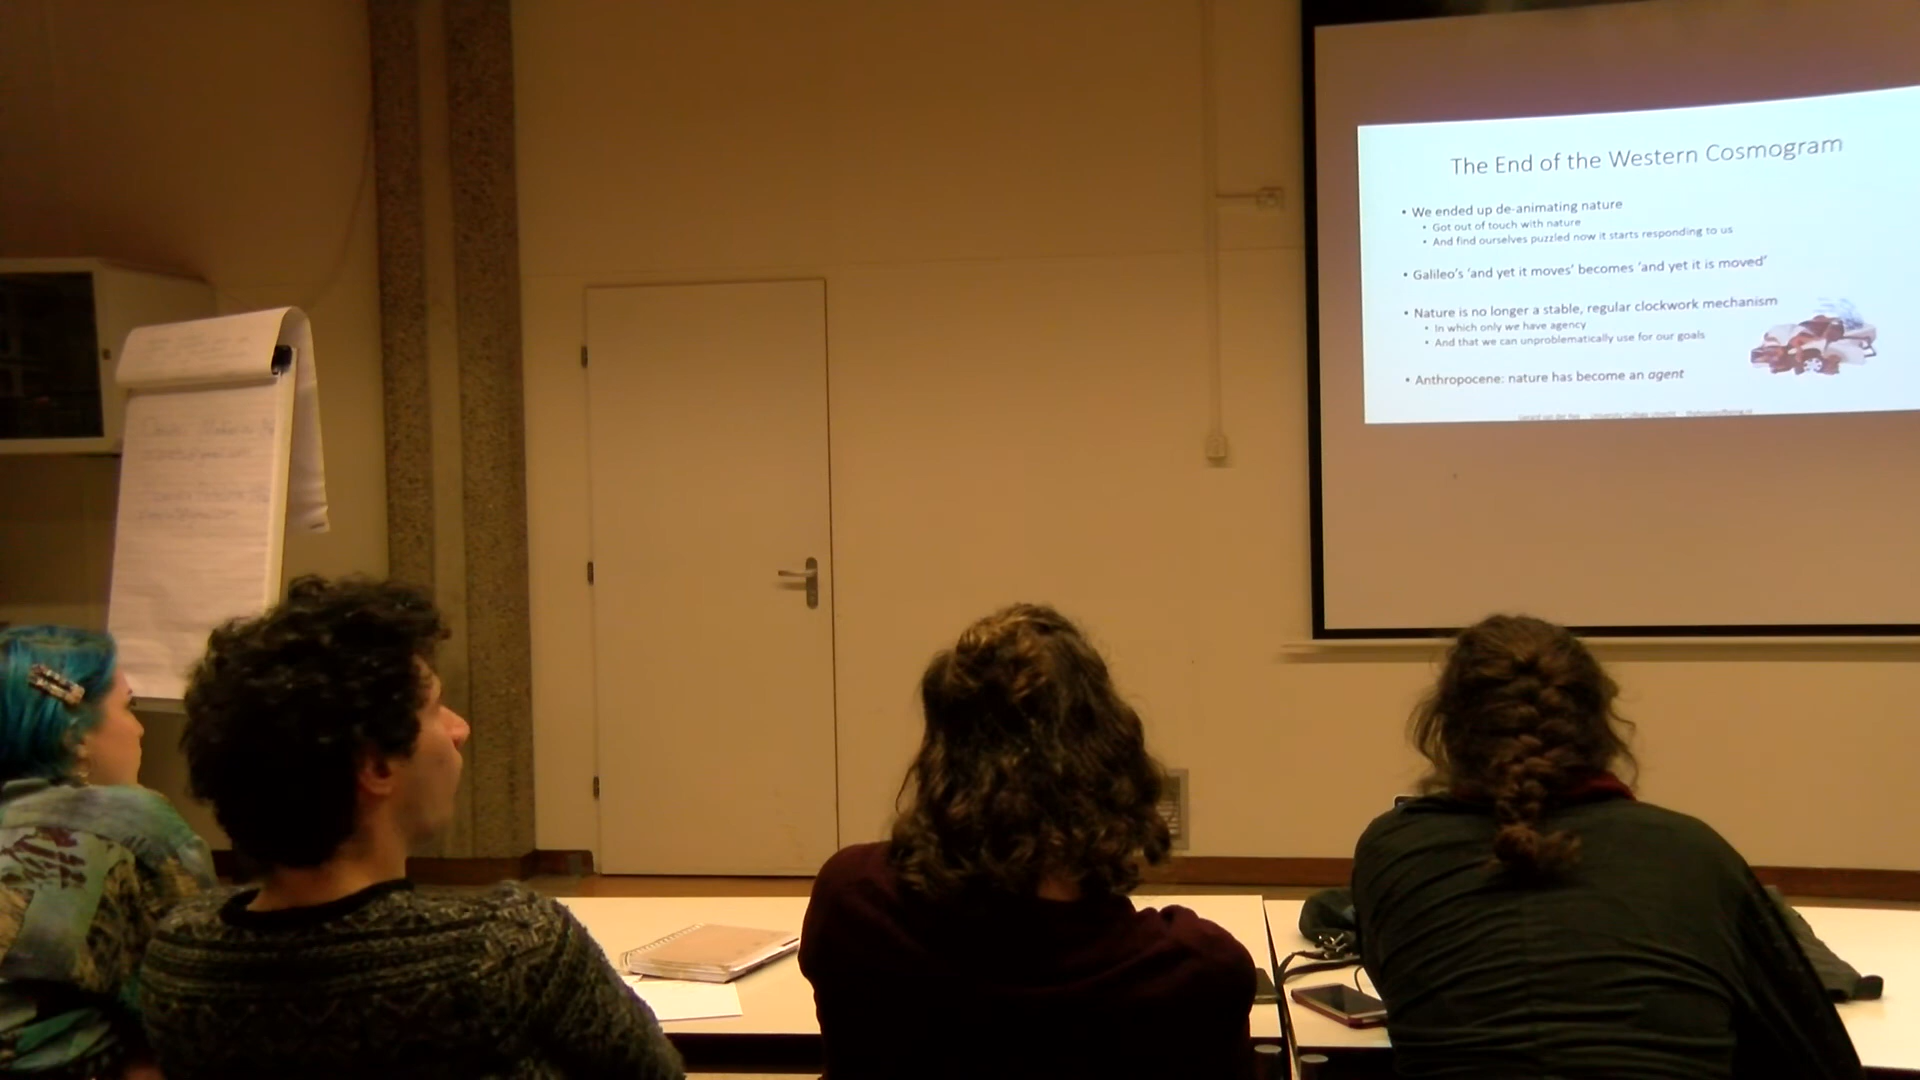 The End of the Western Cosmogram
• We ended up de-animating nature
• Got out of touch with nature
• And find ourselves puzzled now it starts responding to us
• Galileo's 'and yet it moves' becomes 'and yet it is moved'
• Nature is no longer a stable, regular clockwork mechanism
• In which only we have agency
• And that we can unproblematically use for our goals
• Anthropocene: nature has become an agent
University College Utrecht